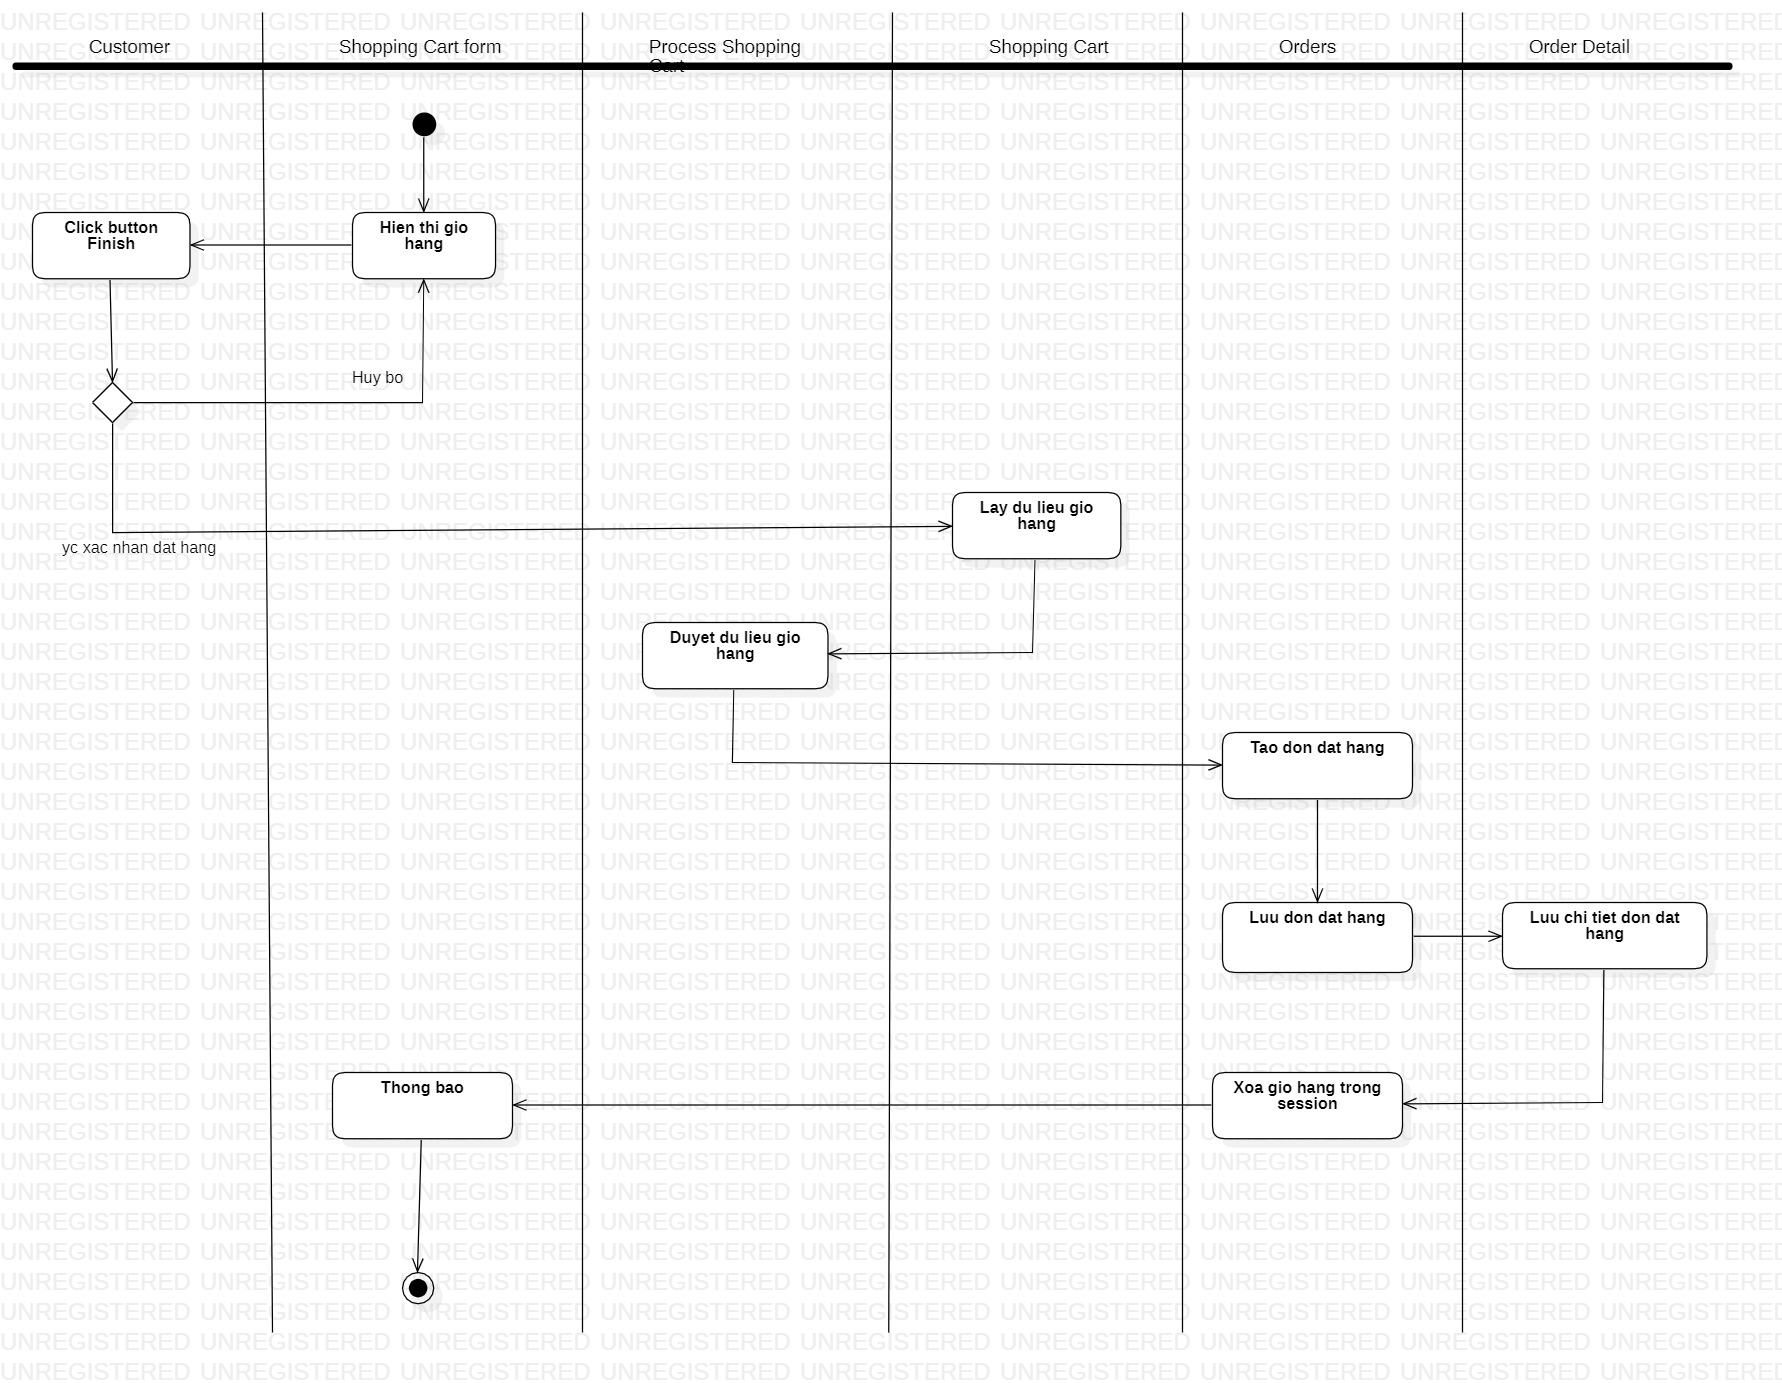 Customer
Shopping Cart form
Process Shopping
Cart
Shopping Cart
Orders
Order Detail
Click button
Finish
Hien thi gio
hang
Huy bo
yc xac nhan dat hang
Lay du lieu gio
hang
Duyet du lieu gio
hang
Tao don dat hang
Luu don dat hang
Luu chi tiet don dat
hang
Thong bao
Xoa gio hang trong
session
UNREGISTERED